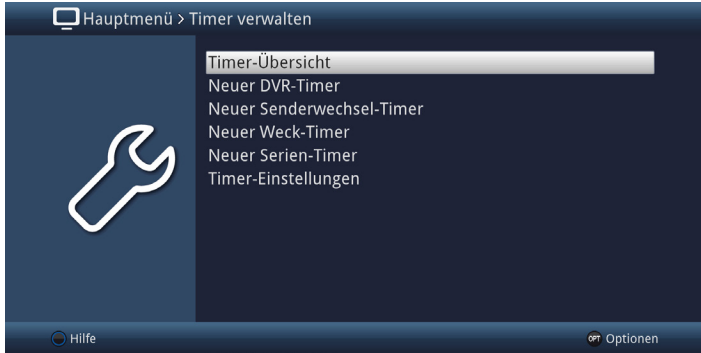 Hauptmenü > Timer verwalten
Timer-Übersicht
Neuer DVR-Timer
Neuer Senderwechsel-Timer
Neuer Weck-Timer
Neuer Serien-Timer
Timer-Einstellungen
Hilfe
OPT Optionen